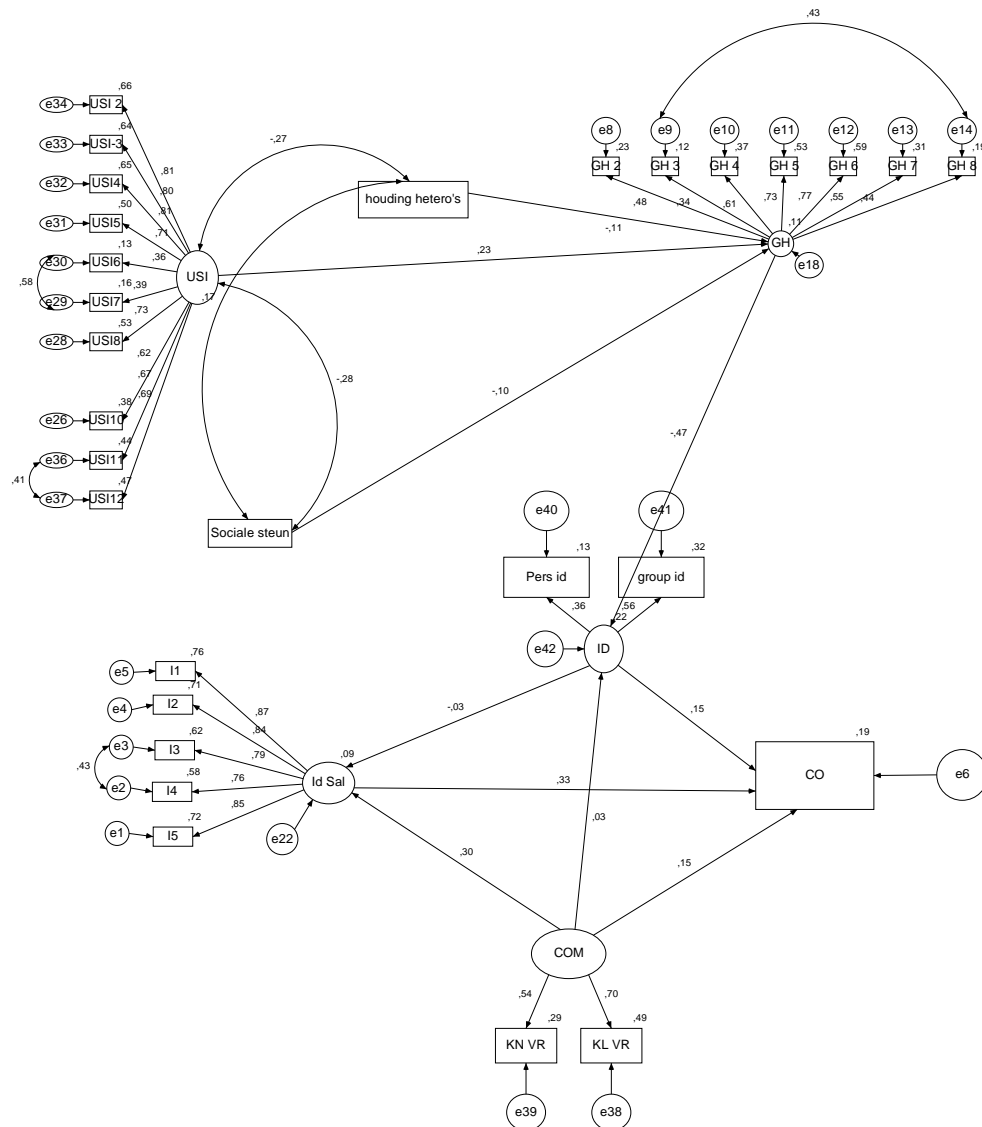 ,43
e8
e9
e10
e11
e12
e13
e14
,23
,12
,37
,53
,59
,31
,19
GH 2
GH 3
GH 4
GH 5
GH 6
GH 7
GH 8
,48
,34
,61
,73
,77
,55
,44
,11
GH
e18
,66
e34
USI 2
,64
e33
USI-3
,65
e32
USI4
,50
e31
USI5
,13
e30
USI6
,16
e29
USI7
,58
,53
e28
USI8
,38
e26
USI10
,44
e36
USI11
,41
,47
e37
USI12
,81
,80
,81
,71
,36
,39
,73
,62
,67
,69
USI
,17
-,27
houding hetero's
-,11
,23
-,28
-,10
-,47
Sociale steun
e40
e41
,13
,32
Pers id
group id
,36
,56
,22
e42
ID
,76
e5
I1
,71
e4
I2
,62
e3
I3
,43
,58
e2
I4
,72
e1
I5
,87
,84
,79
,76
,85
,09
Id Sal
e22
-,03
,15
,19
CO
e6
,33
,03
,30
,15
COM
,54
,70
,29
,49
KN VR
KL VR
e39
e38